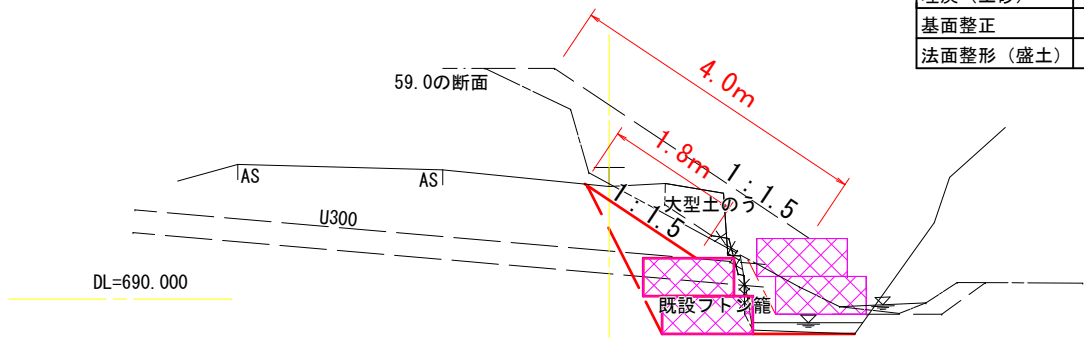 基面整正
法面整形（盛土）
4.0m
59.0の断面
1.8m
1：1.5
AS
AS
大型土のう
1：1.5
U300
DL=690.000
既設フトン籠